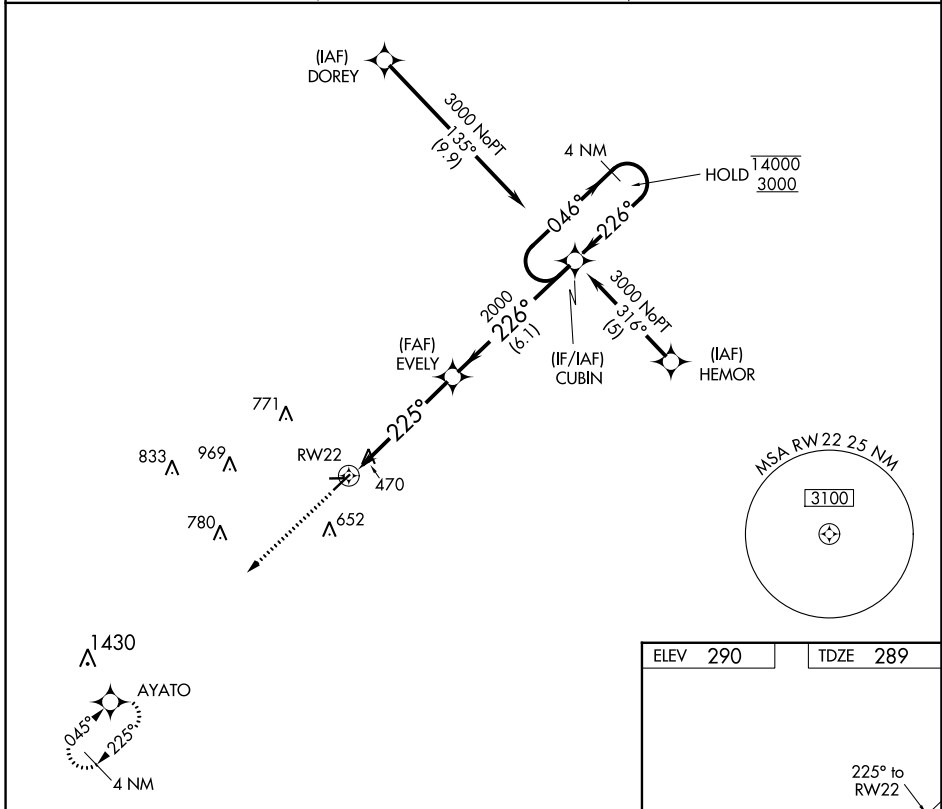 (IAF)
DOREY
3000 NoPT
135°
(9.9)
4 NM
HOLD 14000
3000
046°
226°
2000
226°
(6.1)
3000 NoPT
316°
(5)
(FAF)
EVELY
(IF/IAF)
CUBIN
(IAF)
HEMOR
225°
771
833
969
RW22
470
780
652
MSA RW22 25 NM
3100
1430
AYATO
045°
225°
4 NM
ELEV 290
TDZE 289
225° to
RW22